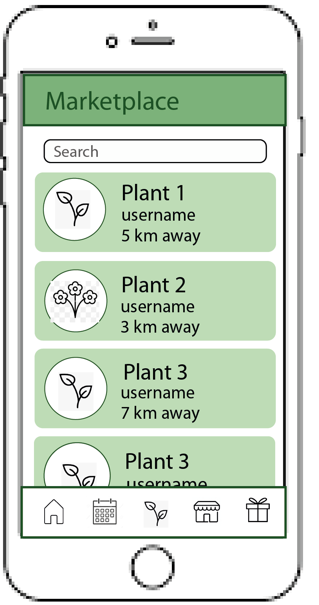 Marketplace
Search
Plant 1
username
5 km away
Plant 2
username
3 km away
Plant 3
username
7 km away
Plant 3
username